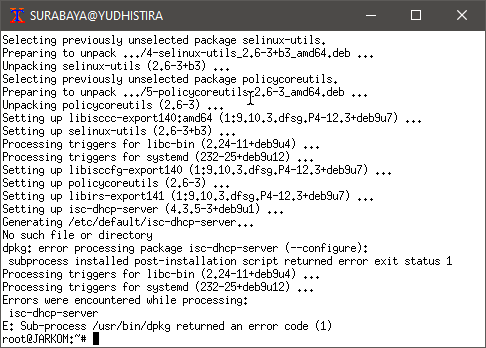 SURABAYA@YUDHISTIRA
Selecting previously unselected package selinux-utils.
Preparing to unpack .../4-selinux-utils_2.6-3+b3_amd64.deb ...
Unpacking selinux-utils (2.6-3+b3) ...
Selecting previously unselected package policycoreutils.
Preparing to unpack .../5-policycoreutils_2.6-3_amd64.deb ...
Unpacking policycoreutils (2.6-3) ...
Setting up libisccc-export140:amd64 (1:9.10.3.dfsg.P4-12.3+deb9u7) ...
Setting up selinux-utils (2.6-3+b3) ...
Processing triggers for libc-bin (2.24-11+deb9u4) ...
Processing triggers for systemd (232-25+deb9u12) ...
Setting up libisccfg-export140 (1:9.10.3.dfsg.P4-12.3+deb9u7) ...
Setting up policycoreutils (2.6-3) ...
Setting up libirs-export141 (1:9.10.3.dfsg.P4-12.3+deb9u7) ...
Setting up isc-dhcp-server (4.3.5-3+deb9u1) ...
Generating /etc/default/isc-dhcp-server...
No such file or directory
dpkg: error processing package isc-dhcp-server (--configure):
subprocess installed post-installation script returned error exit status 1
Processing triggers for libc-bin (2.24-11+deb9u4) ...
Processing triggers for systemd (232-25+deb9u12) ...
Errors were encountered while processing:
isc-dhcp-server
E: Sub-process /usr/bin/dpkg returned an error code (1)
root@JARKOM:~#